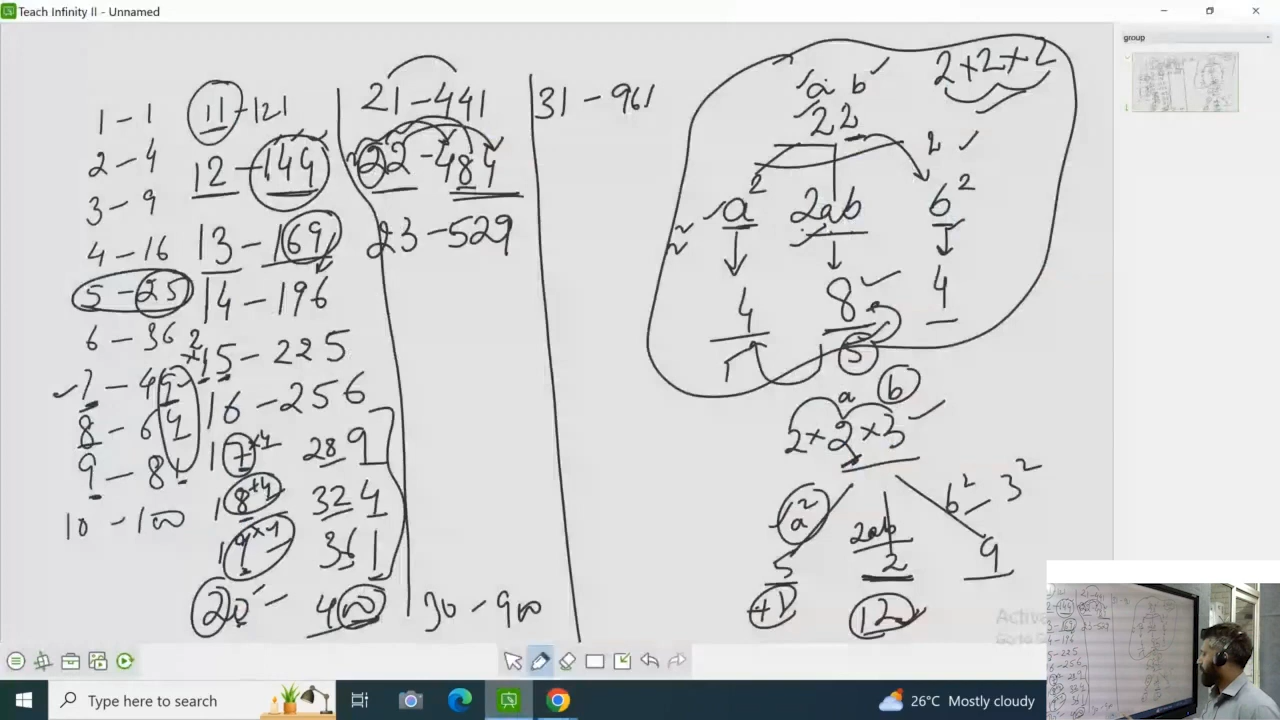 Teach Infinity II - Unnamed
group
1 - 1
2 - 4
3 - 9
4 - 16
5 - 25
6 - 36
7 - 49
8 - 64
9 - 81
10 - 100
11 - 121
12 - 144
13 - 169
14 - 196
15 - 225
16 - 256
17 289
18 324
19 361
20 - 400
21 - 441
22 - 484
23 - 529
30 - 900
31 - 961
2×2×2
a b
22
a² 2ab b²
4 8 4
5
a b
2×2×3
a² 2ab b² - 3²
5 2 9
+1 12
Type here to search
26°C Mostly cloudy